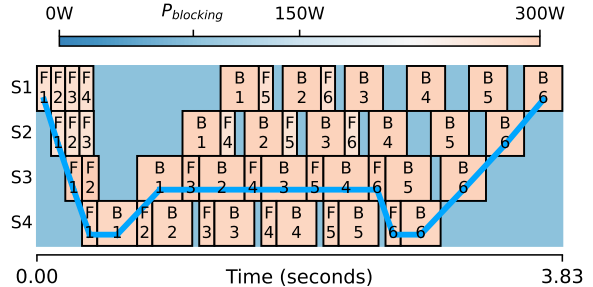 0W P_blocking 150W 300W
S1
F F F F B F B F B B B B
1 2 3 4 1 5 2 6 3 4 5 6
S2
F F F B F B F B F B B B
1 2 3 1 4 2 5 3 6 4 5 6
S3
F F B F B F B F B F B B
1 2 1 3 2 4 3 5 4 6 5 6
S4
F B F B F B F B F B F B
1 1 2 2 3 3 4 4 5 5 6 6
0.00 Time (seconds) 3.83